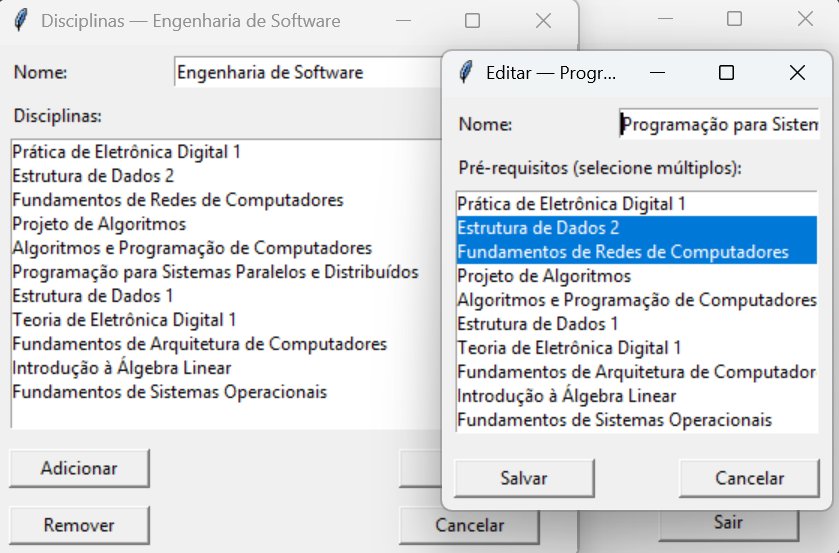 Disciplinas — Engenharia de Software
Nome:
Engenharia de Software
Disciplinas:
Prática de Eletrônica Digital 1
Estrutura de Dados 2
Fundamentos de Redes de Computadores
Projeto de Algoritmos
Algoritmos e Programação de Computadores
Programação para Sistemas Paralelos e Distribuídos
Estrutura de Dados 1
Teoria de Eletrônica Digital 1
Fundamentos de Arquitetura de Computadores
Introdução à Álgebra Linear
Fundamentos de Sistemas Operacionais
Adicionar
Remover
Cancelar
Editar — Progr...
Nome:
Programação para Sistem
Pré-requisitos (selecione múltiplos):
Prática de Eletrônica Digital 1
Estrutura de Dados 2
Fundamentos de Redes de Computadores
Projeto de Algoritmos
Algoritmos e Programação de Computadores
Estrutura de Dados 1
Teoria de Eletrônica Digital 1
Fundamentos de Arquitetura de Computador
Introdução à Álgebra Linear
Fundamentos de Sistemas Operacionais
Salvar
Cancelar
Sair